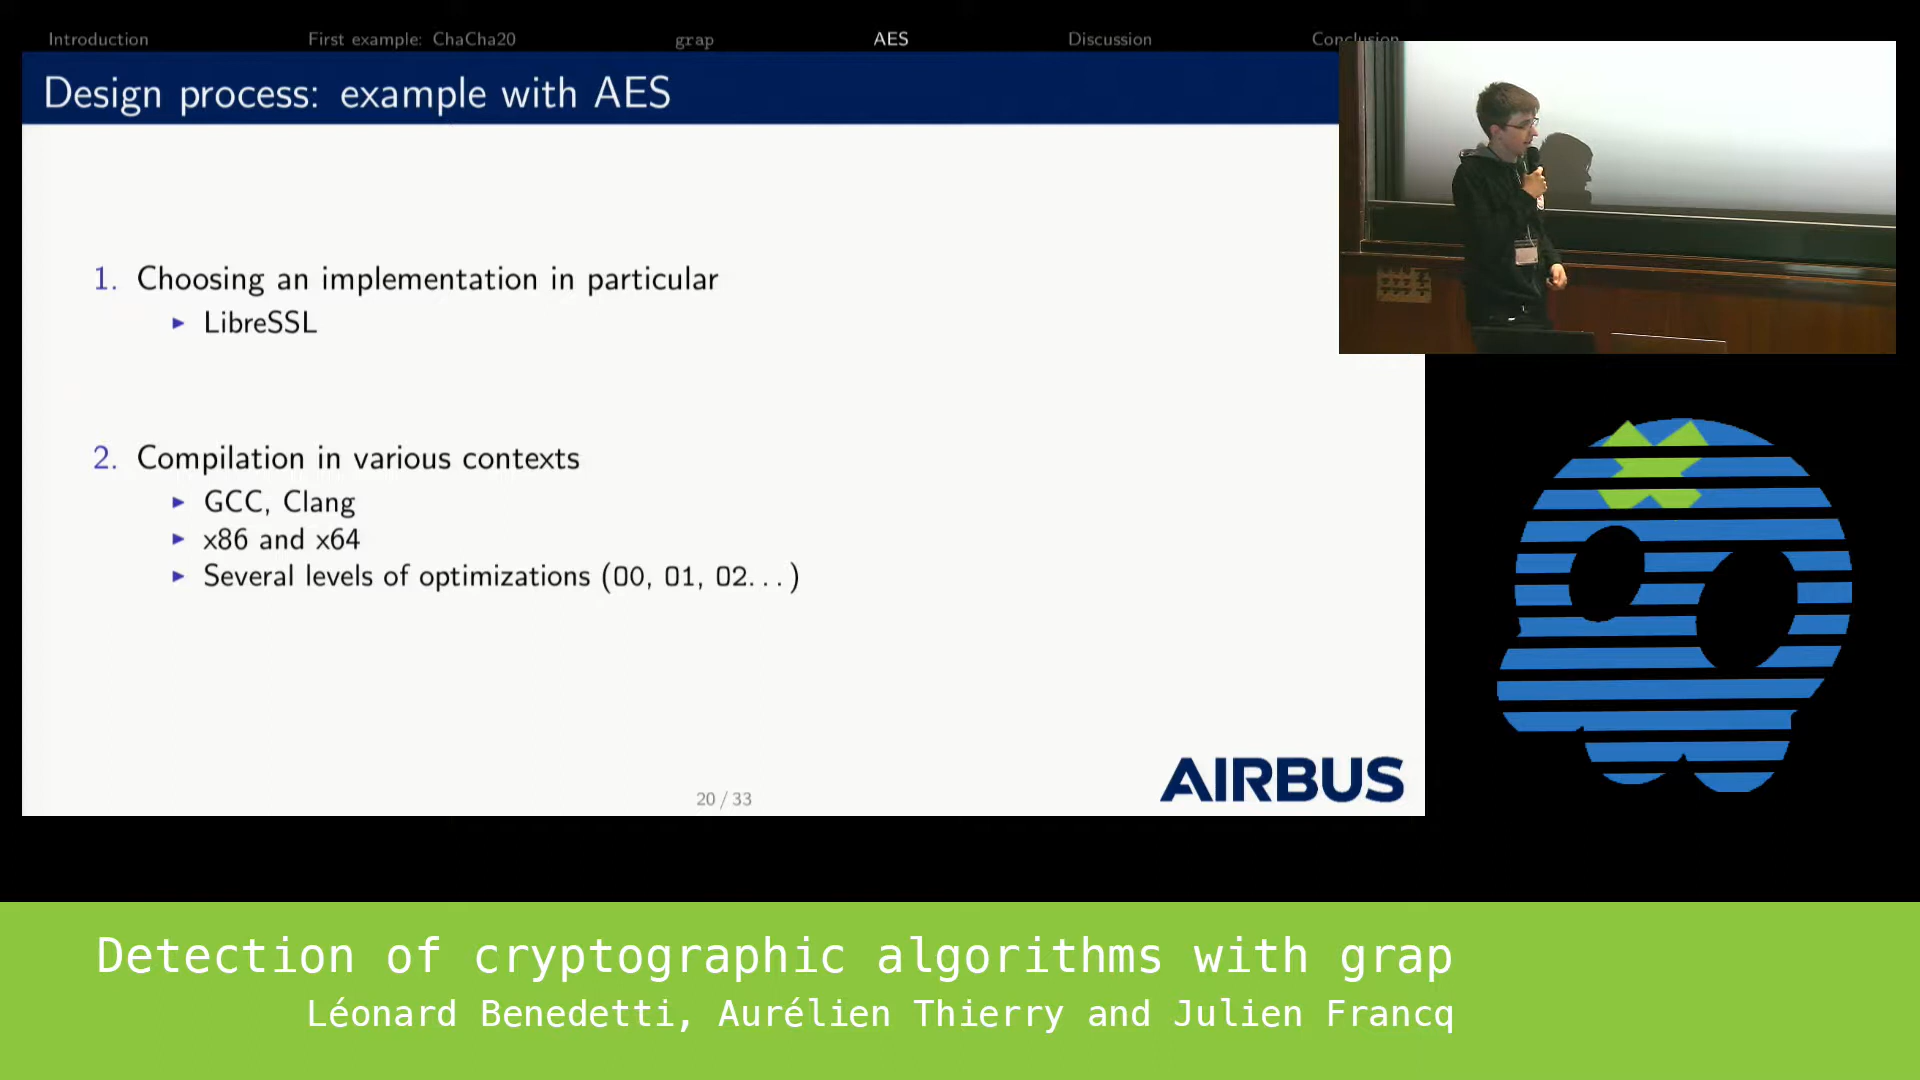 Introduction First example: ChaCha20 grap AES Discussion Conclusion
Design process: example with AES
1. Choosing an implementation in particular
LibreSSL
2. Compilation in various contexts
GCC, Clang
x86 and x64
Several levels of optimizations (O0, O1, O2...)
20 / 33
AIRBUS
Detection of cryptographic algorithms with grap
Léonard Benedetti, Aurélien Thierry and Julien Francq